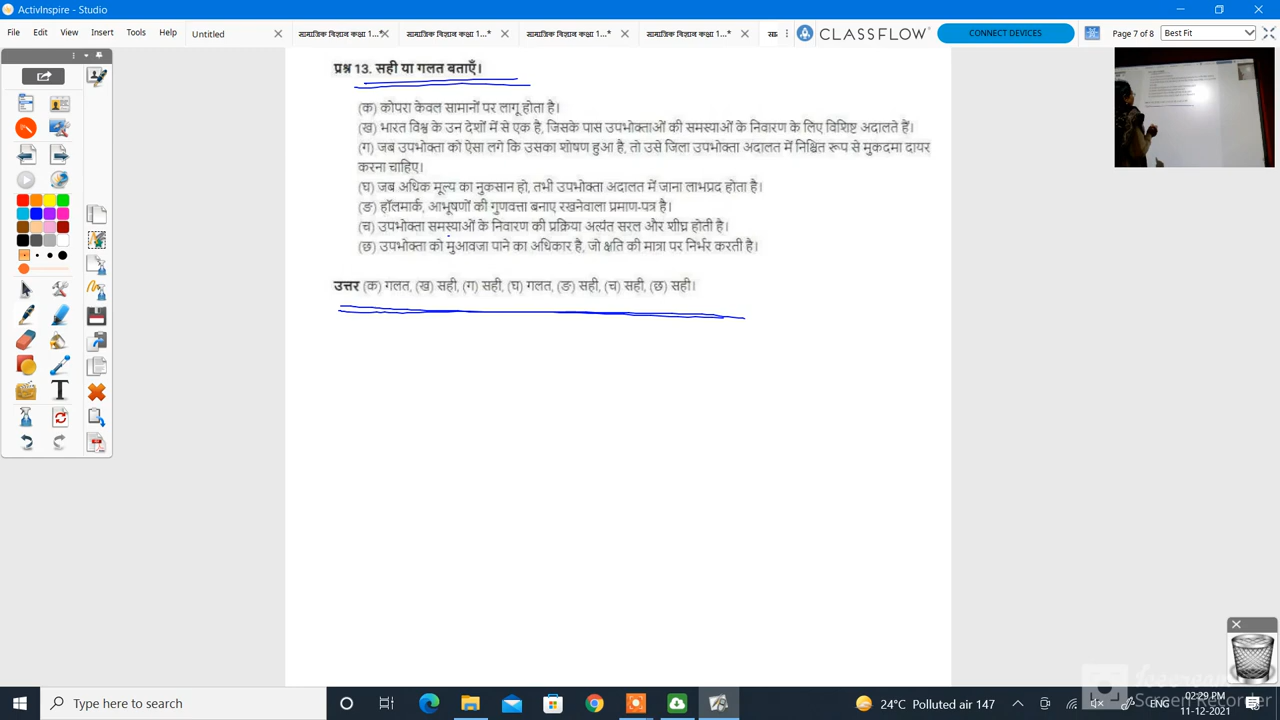 ActivInspire - Studio
File Edit View Insert Tools Help
Untitled
सामाजिक विज्ञान कक्षा 1...*
सामाजिक विज्ञान कक्षा 1...*
सामाजिक विज्ञान कक्षा 1...*
सामाजिक विज्ञान कक्षा 1...*
CLASSFLOW
CONNECT DEVICES
Page 7 of 8
Best Fit
प्रश्न 13. सही या गलत बताएँ।
(क) कोपरा केवल सामानों पर लागू होता है।
(ख) भारत विश्व के उन देशों में से एक है, जिसके पास उपभोक्ताओं की समस्याओं के निवारण के लिए विशिष्ट अदालते हैं।
(ग) जब उपभोक्ता को ऐसा लगे कि उसका शोषण हुआ है, तो उसे जिला उपभोक्ता अदालत में निश्चित रूप से मुकदमा दायर
करना चाहिए।
(घ) जब अधिक मूल्य का नुकसान हो, तभी उपभोक्ता अदालत में जाना लाभप्रद होता है।
(ङ) हॉलमार्क, आभूषणों की गुणवत्ता बनाए रखनेवाला प्रमाण-पत्र है।
(च) उपभोक्ता समस्याओं के निवारण की प्रक्रिया अत्यंत सरल और शीघ्र होती है।
(छ) उपभोक्ता को मुआवजा पाने का अधिकार है, जो क्षति की मात्रा पर निर्भर करती है।
उत्तर (क) गलत, (ख) सही, (ग) सही, (घ) गलत, (ङ) सही, (च) सही, (छ) सही।
Type here to search
24°C Polluted air 147
ENG
02:29 PM
11-12-2021
Screen Recorder